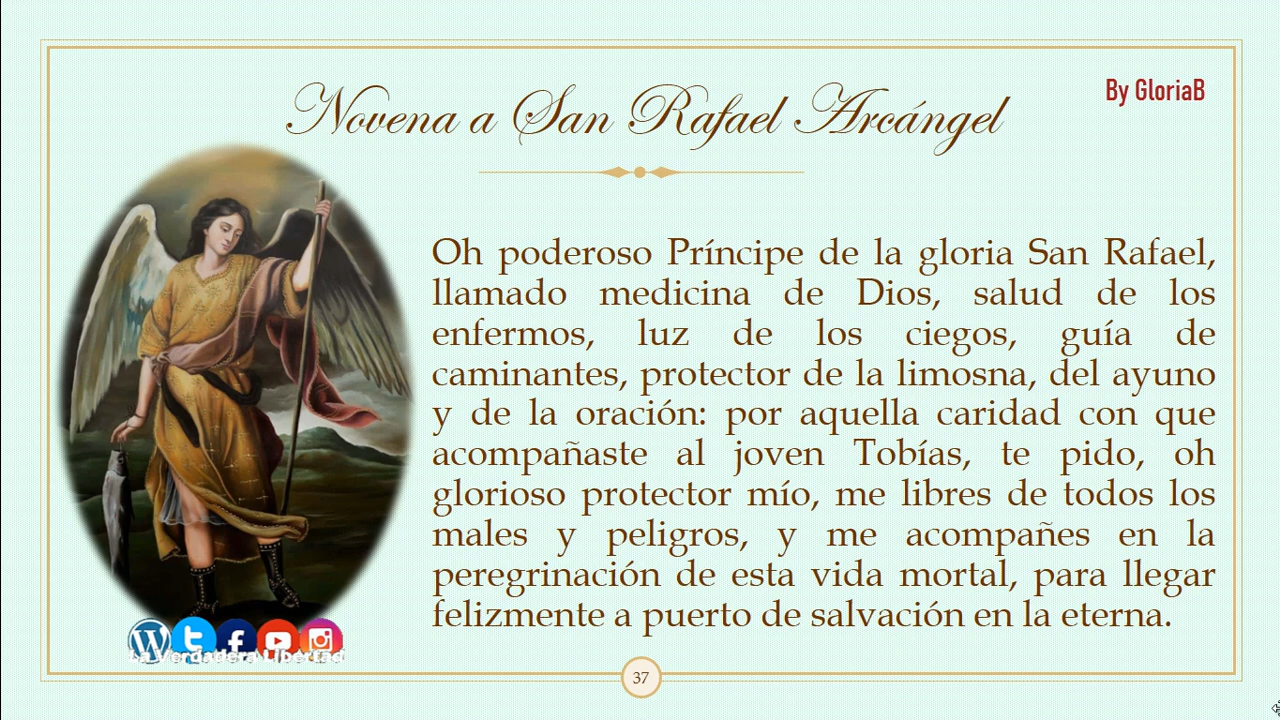 Novena a San Rafael Arcángel
By GloriaB
Oh poderoso Príncipe de la gloria San Rafael,
llamado medicina de Dios, salud de los
enfermos, luz de los ciegos, guía de
caminantes, protector de la limosna, del ayuno
y de la oración: por aquella caridad con que
acompañaste al joven Tobías, te pido, oh
glorioso protector mío, me libres de todos los
males y peligros, y me acompañes en la
peregrinación de esta vida mortal, para llegar
felizmente a puerto de salvación en la eterna.
La Verdadera Libertad
37